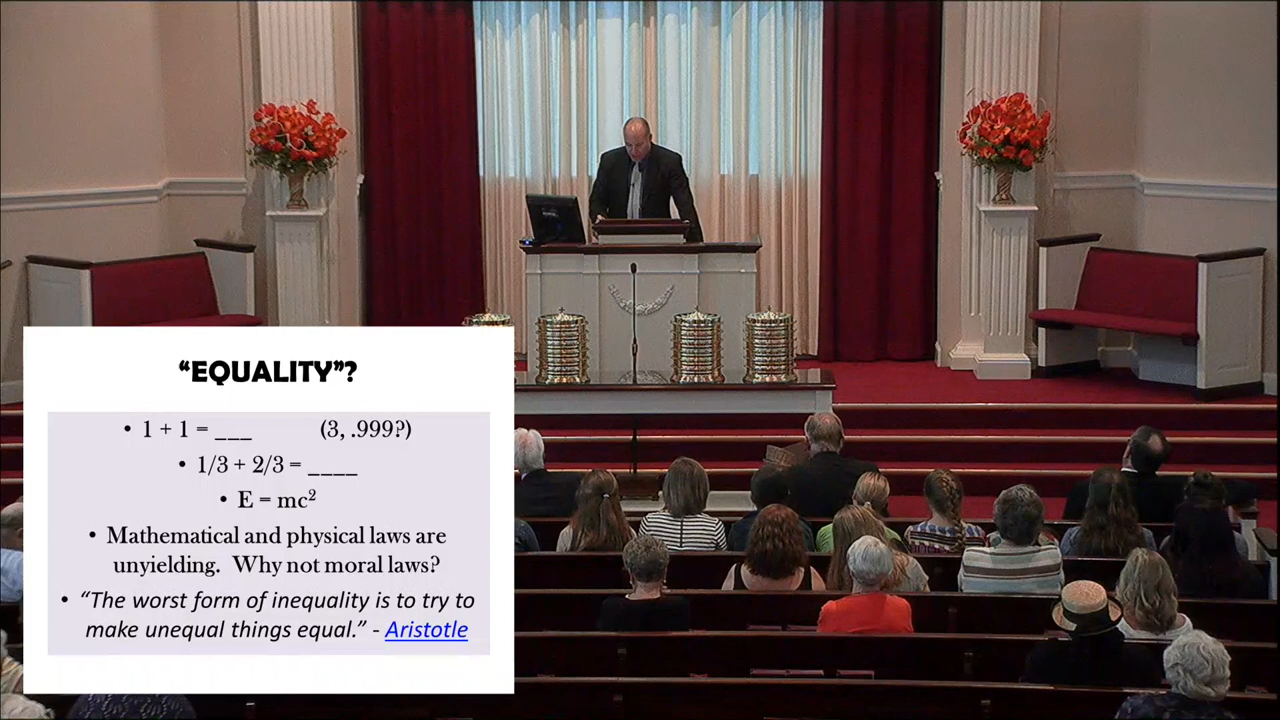 “EQUALITY”?
• 1 + 1 = ___ (3, .999?)
• 1/3 + 2/3 = ____
• E = mc²
• Mathematical and physical laws are
unyielding. Why not moral laws?
• “The worst form of inequality is to try to
make unequal things equal.” - Aristotle